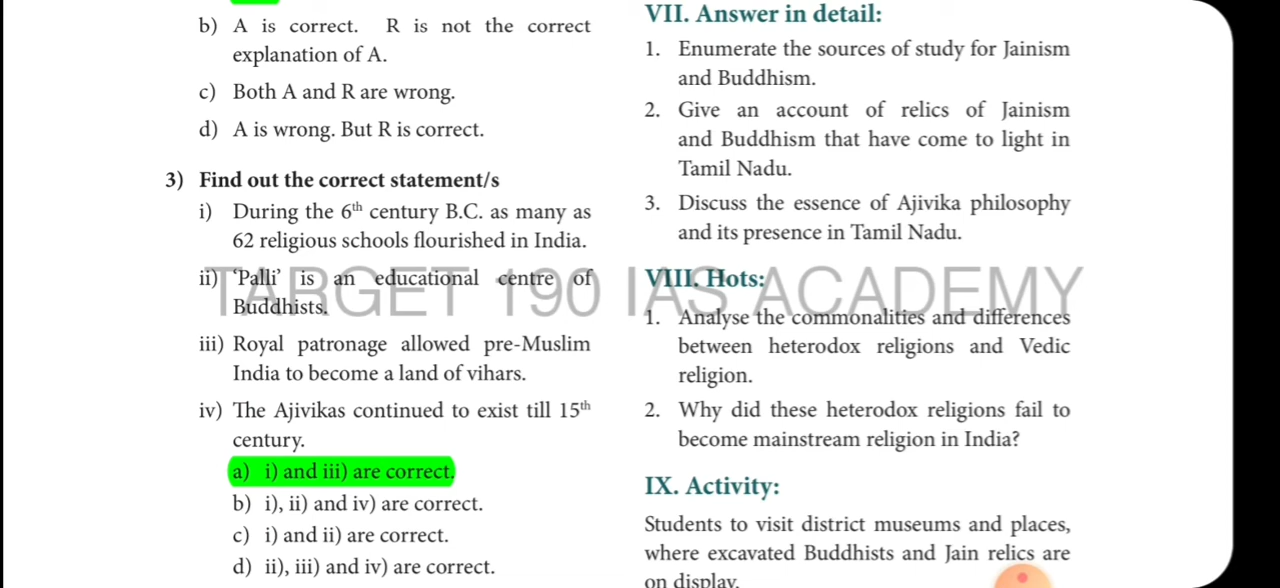 b) A is correct. R is not the correct
explanation of A.
c) Both A and R are wrong.
d) A is wrong. But R is correct.
3) Find out the correct statement/s
i) During the 6th century B.C. as many as
62 religious schools flourished in India.
ii) ‘Palli’ is an educational centre of
Buddhists.
iii) Royal patronage allowed pre-Muslim
India to become a land of vihars.
iv) The Ajivikas continued to exist till 15th
century.
a) i) and iii) are correct.
b) i), ii) and iv) are correct.
c) i) and ii) are correct.
d) ii), iii) and iv) are correct.
VII. Answer in detail:
1. Enumerate the sources of study for Jainism
and Buddhism.
2. Give an account of relics of Jainism
and Buddhism that have come to light in
Tamil Nadu.
3. Discuss the essence of Ajivika philosophy
and its presence in Tamil Nadu.
VIII. Hots:
1. Analyse the commonalities and differences
between heterodox religions and Vedic
religion.
2. Why did these heterodox religions fail to
become mainstream religion in India?
IX. Activity:
Students to visit district museums and places,
where excavated Buddhists and Jain relics are
on display.
TARGET 190 IAS ACADEMY